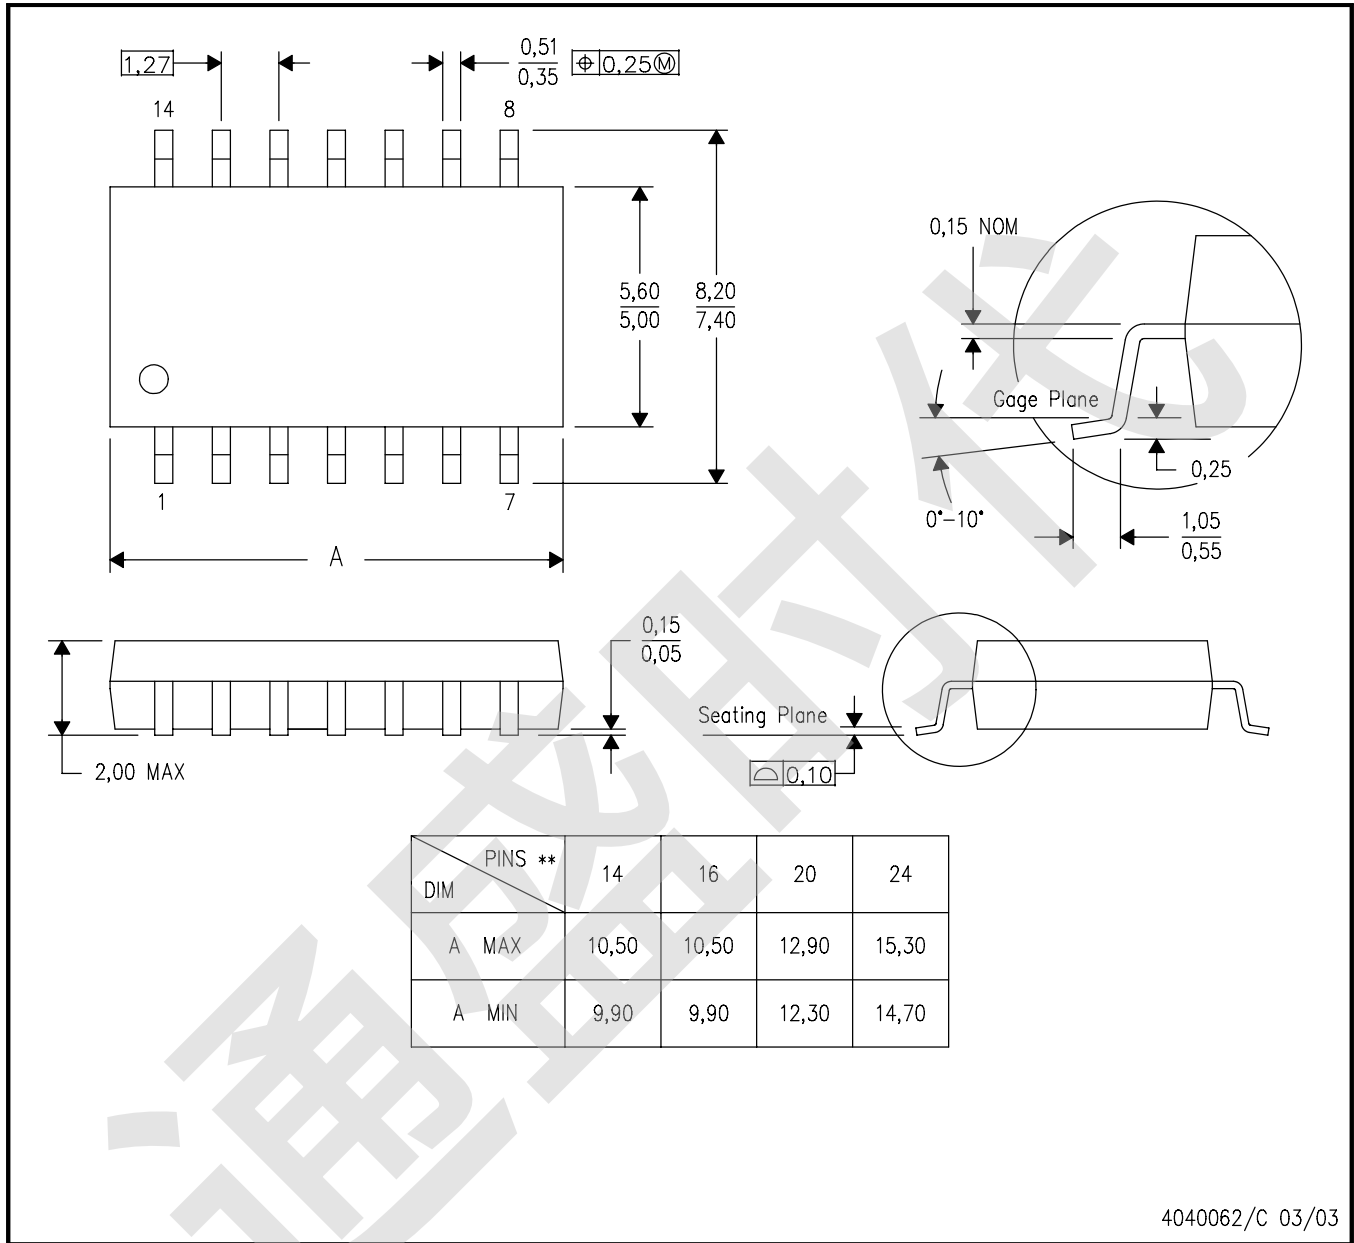 1,27
0,51
0,35
0,25Ⓜ
14
8
5,60
5,00
8,20
7,40
1
7
A
0,15 NOM
Gage Plane
0,25
0°–10°
1,05
0,55
0,15
0,05
Seating Plane
2,00 MAX
0,10
PINS **
DIM
14 16 20 24
A MAX 10,50 10,50 12,90 15,30
A MIN 9,90 9,90 12,30 14,70
4040062/C 03/03
通盛时代